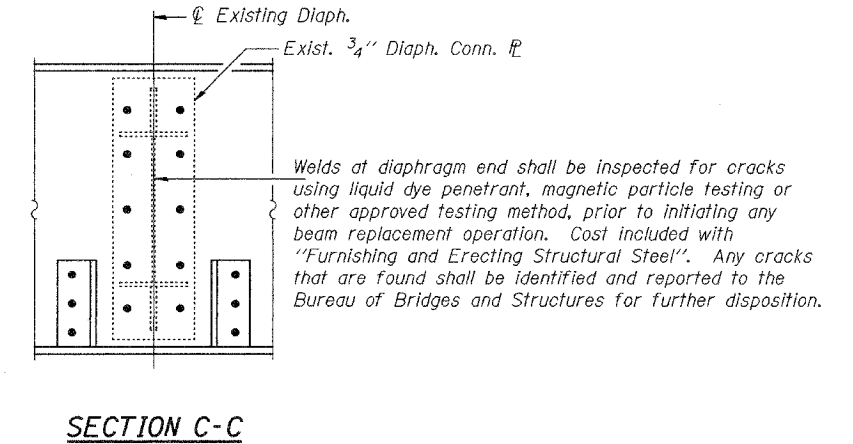 ℄ Existing Diaph.
Exist. 3/4" Diaph. Conn. ⅊
Welds at diaphragm end shall be inspected for cracks
using liquid dye penetrant, magnetic particle testing or
other approved testing method, prior to initiating any
beam replacement operation. Cost included with
"Furnishing and Erecting Structural Steel". Any cracks
that are found shall be identified and reported to the
Bureau of Bridges and Structures for further disposition.
SECTION C-C